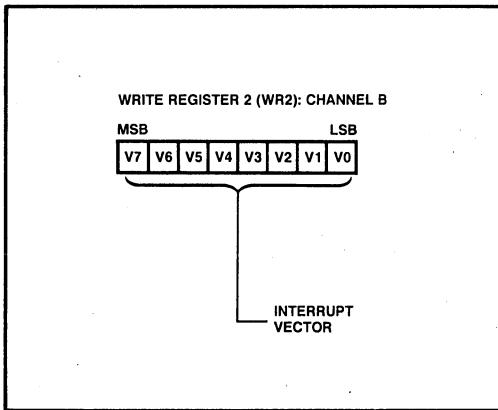 WRITE REGISTER 2 (WR2): CHANNEL B
MSB LSB
V7 V6 V5 V4 V3 V2 V1 V0
INTERRUPT
VECTOR